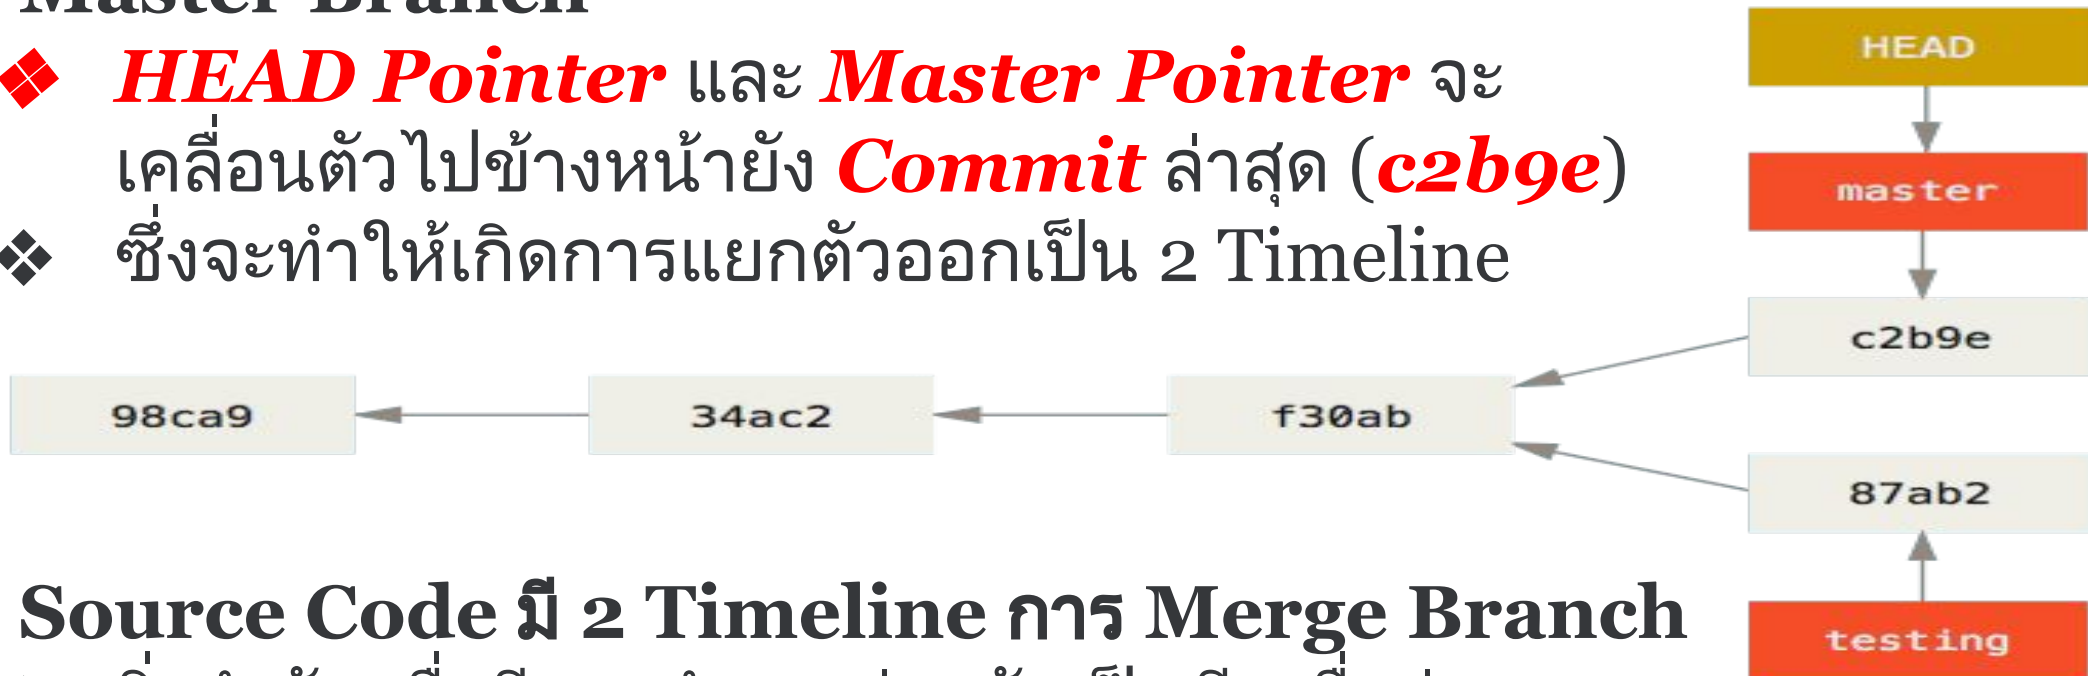 Master Branch
❖ HEAD Pointer และ Master Pointer จะ
เคลื่อนตัวไปข้างหน้ายัง Commit ล่าสุด (c2b9e)
❖ ซึ่งจะทำให้เกิดการแยกตัวออกเป็น 2 Timeline
HEAD
master
c2b9e
98ca9
34ac2
f30ab
87ab2
testing
Source Code มี 2 Timeline การ Merge Branch